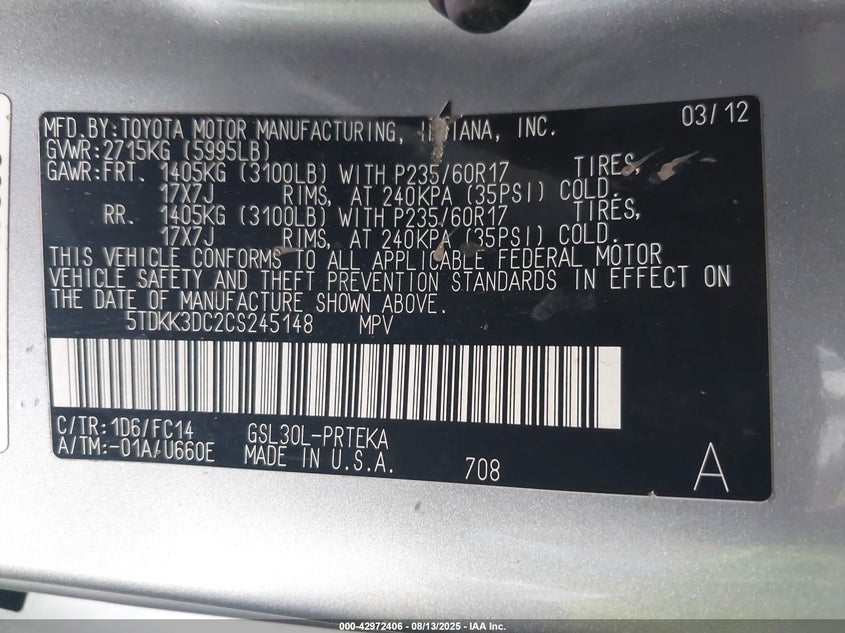 MFD.BY:TOYOTA MOTOR MANUFACTURING, INDIANA, INC. 03/12
GVWR:2715KG (5995LB)
GAWR:FRT. 1405KG (3100LB) WITH P235/60R17 TIRES,
17X7J RIMS, AT 240KPA (35PSI) COLD.
RR. 1405KG (3100LB) WITH P235/60R17 TIRES,
17X7J RIMS, AT 240KPA (35PSI) COLD.
THIS VEHICLE CONFORMS TO ALL APPLICABLE FEDERAL MOTOR
VEHICLE SAFETY AND THEFT PREVENTION STANDARDS IN EFFECT ON
THE DATE OF MANUFACTURE SHOWN ABOVE.
5TDKK3DC2CS245148 MPV
C/TR:1D6/FC14 GSL30L-PRTEKA
A/TM:-01A/U660E MADE IN U.S.A. 708 A
000-42972406 - 08/13/2025 - IAA Inc.